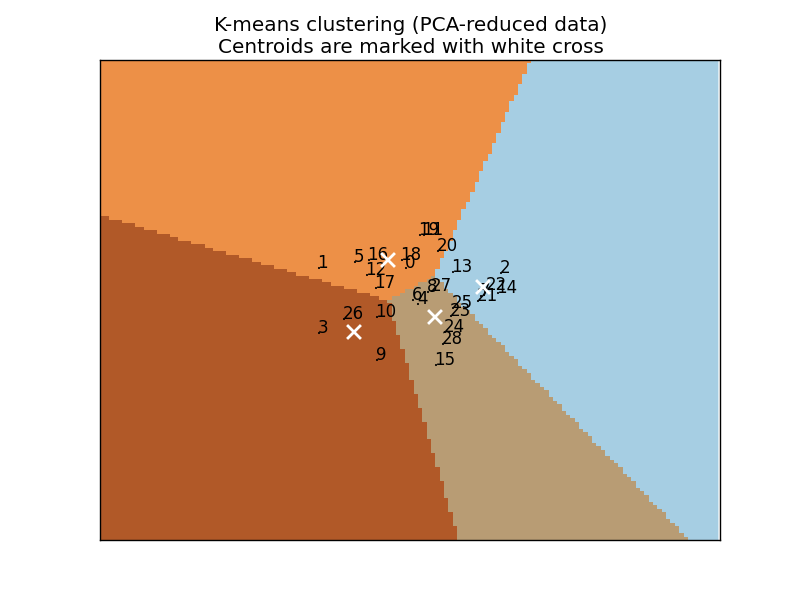 K-means clustering (PCA-reduced data)
Centroids are marked with white cross
19 11
20
5 16 18
1 12 0 13 2
17 8 27 22 14
6 4 21
26 10 25 23
3 24
28
9 15